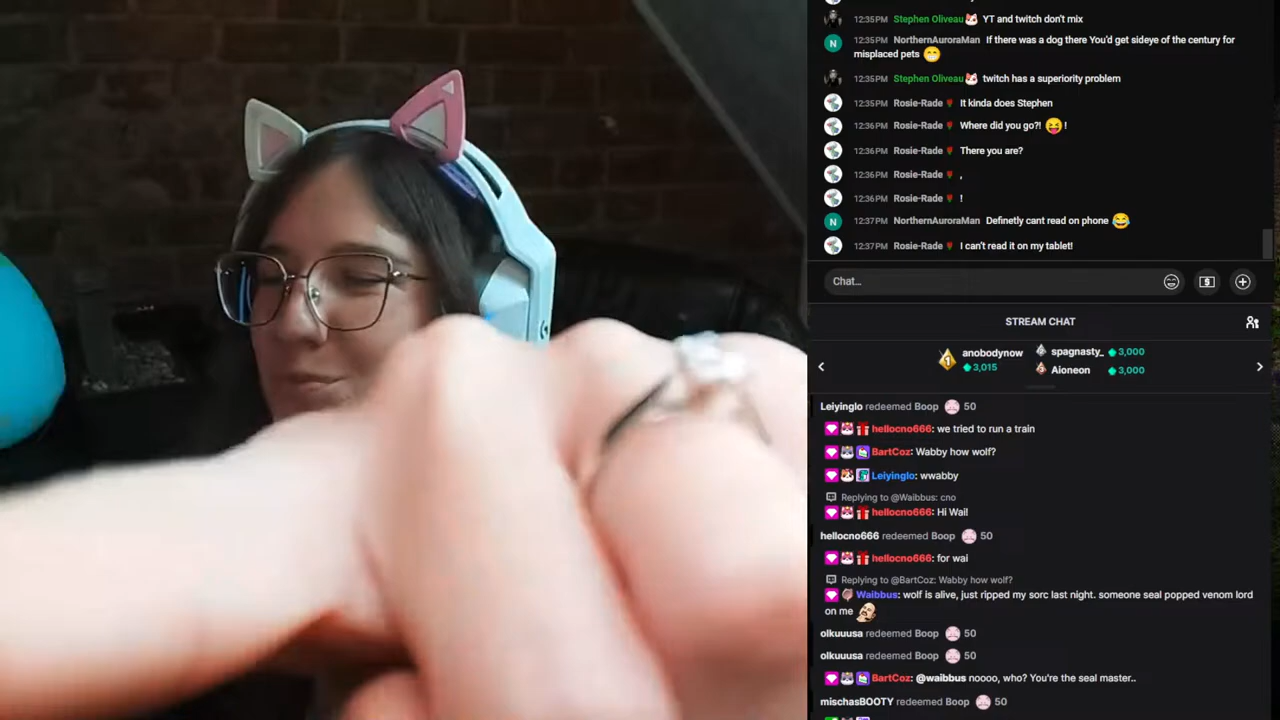 12:35PM Stephen Oliveau YT and twitch don't mix
12:35PM NorthernAuroraMan If there was a dog there You'd get sideye of the century for
misplaced pets
12:35PM Stephen Oliveau twitch has a superiority problem
12:35PM Rosie-Rade It kinda does Stephen
12:36PM Rosie-Rade Where did you go?! !
12:36PM Rosie-Rade There you are?
12:36PM Rosie-Rade ,
12:36PM Rosie-Rade !
N 12:37PM NorthernAuroraMan Definetly cant read on phone
12:37PM Rosie-Rade I can't read it on my tablet!
Chat...
STREAM CHAT
1 anobodynow 3,015
spagnasty_ 3,000
Aioneon 3,000
Leiyinglo redeemed Boop 50
hellocno666: we tried to run a train
BartCoz: Wabby how wolf?
Leiyinglo: wwabby
Replying to @Waibbus: cno
hellocno666: Hi Wai!
hellocno666 redeemed Boop 50
hellocno666: for wai
Replying to @BartCoz: Wabby how wolf?
Waibbus: wolf is alive, just ripped my sorc last night. someone seal popped venom lord
on me
olkuuusa redeemed Boop 50
olkuuusa redeemed Boop 50
BartCoz: @waibbus noooo, who? You're the seal master..
mischasBOOTY redeemed Boop 50